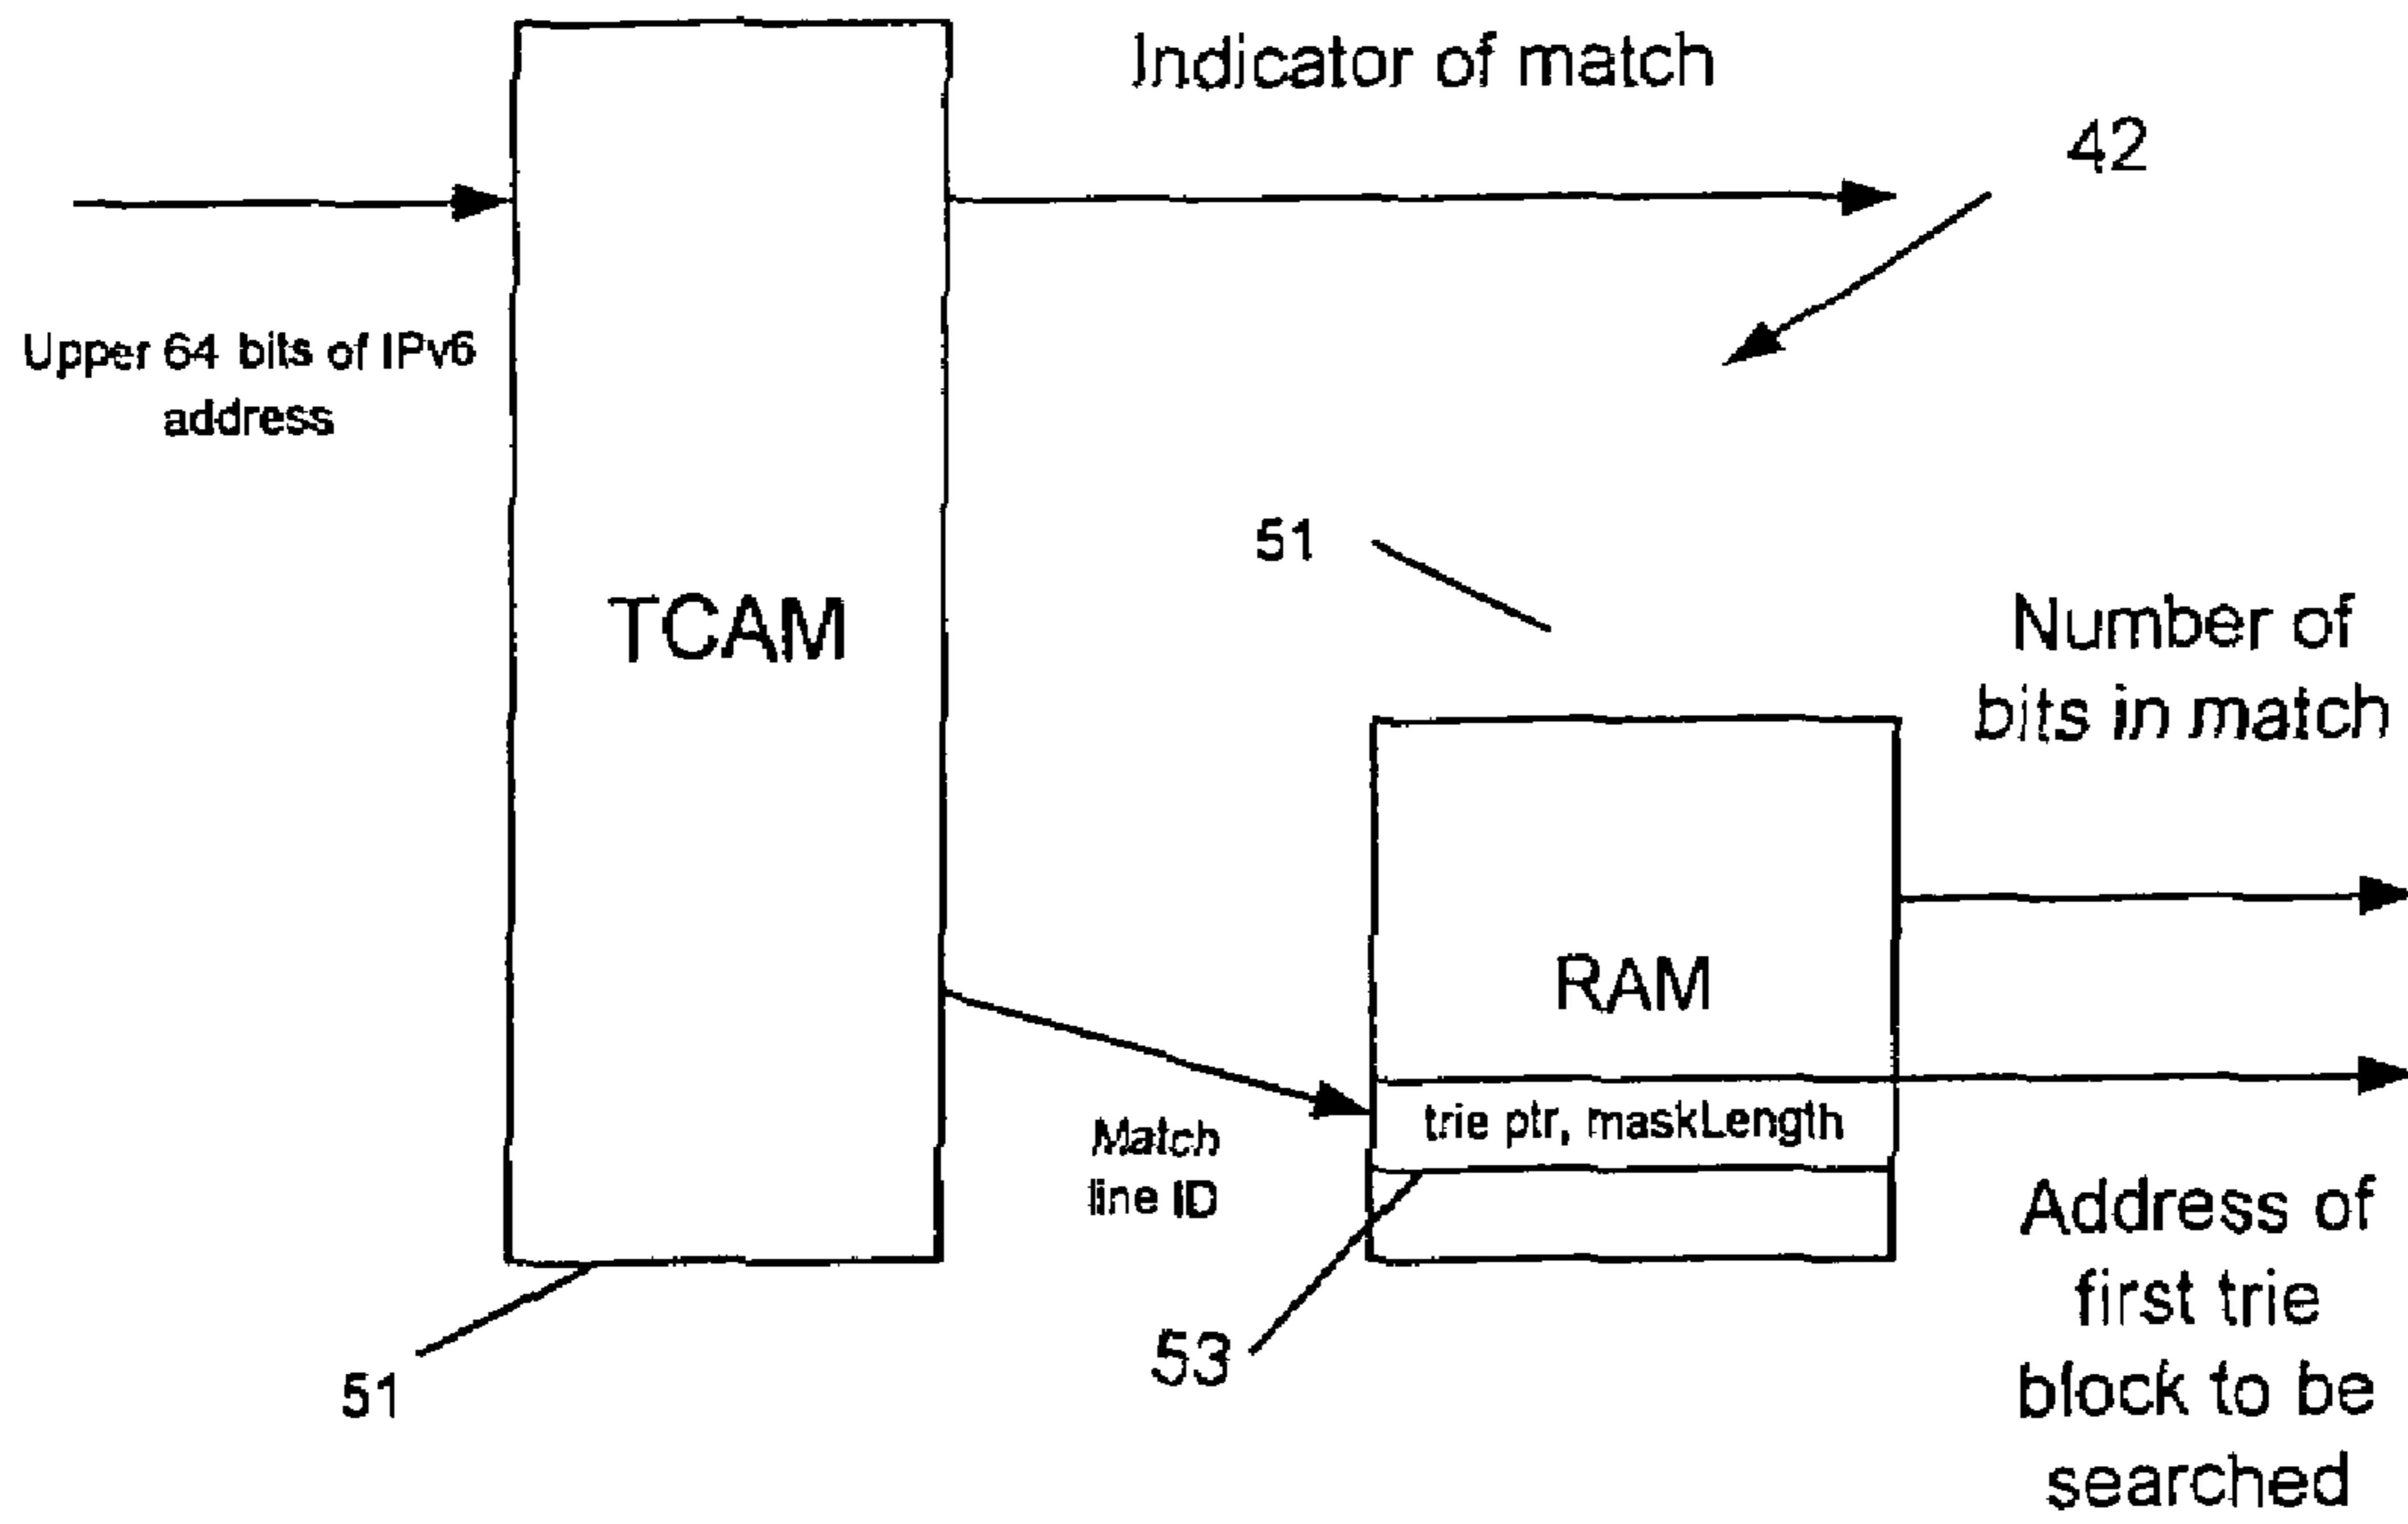 Indicator of match
42
Upper 64 bits of IPv6
address
TCAM
51
Number of
bits in match
RAM
trie ptr, maskLength
Match
line ID
53
51
Address of
first trie
block to be
searched